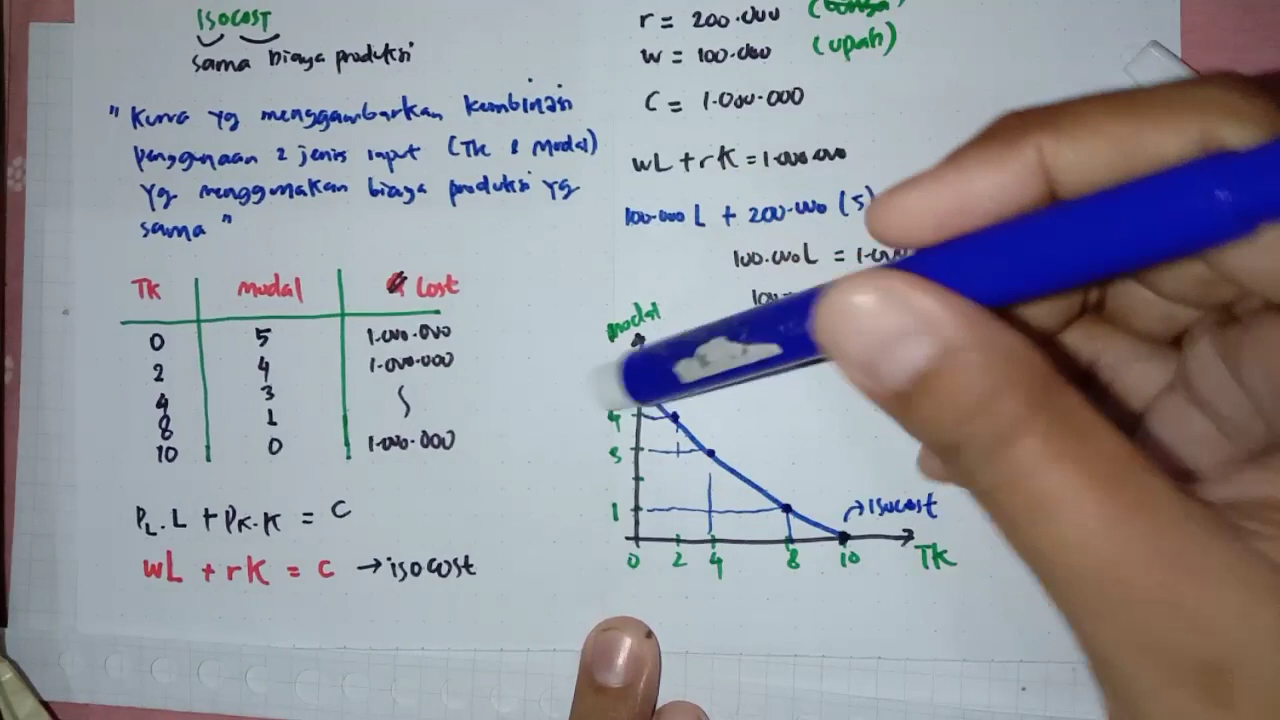 ISOCOST
sama biaya produksi
"Kurva yg menggambarkan kombinasi
penggunaan 2 jenis input (TK & Modal)
yg menggunakan biaya produksi yg
sama"
TK modal Cost
0 5 1.000.000
2 4 1.000.000
4 3
8 1
10 0 1.000.000
PL.L + PK.K = C
wL + rK = C → isocost
r = 200.000 (bunga)
w = 100.000 (upah)
C = 1.000.000
wL + rK = 1.000.000
100.000 L + 200.000 (5)
100.000L =
modal
4
3
1
isocost
0 2 4 8 10 TK